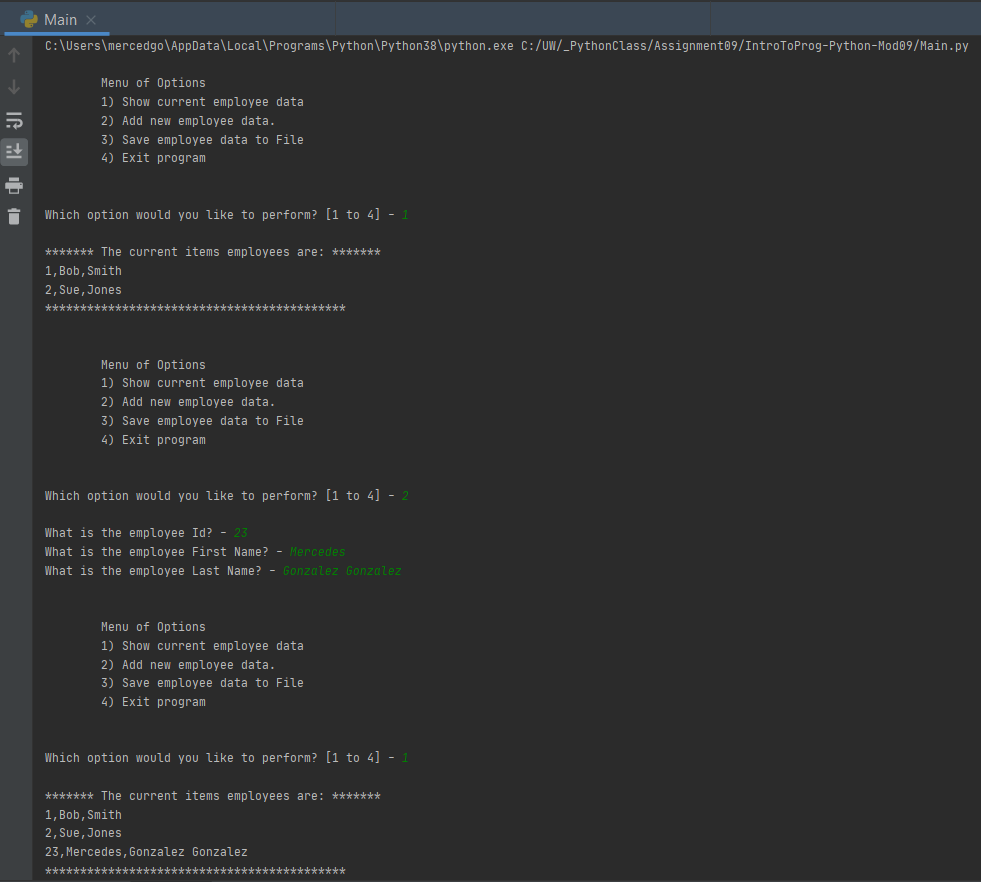 Main
C:\Users\mercedgo\AppData\Local\Programs\Python\Python38\python.exe C:/UW/_PythonClass/Assignment09/IntroToProg-Python-Mod09/Main.py
Menu of Options
1) Show current employee data
2) Add new employee data.
3) Save employee data to File
4) Exit program
Which option would you like to perform? [1 to 4] - 1
******* The current items employees are: *******
1,Bob,Smith
2,Sue,Jones
*******************************************
Menu of Options
1) Show current employee data
2) Add new employee data.
3) Save employee data to File
4) Exit program
Which option would you like to perform? [1 to 4] - 2
What is the employee Id? - 23
What is the employee First Name? - Mercedes
What is the employee Last Name? - Gonzalez Gonzalez
Menu of Options
1) Show current employee data
2) Add new employee data.
3) Save employee data to File
4) Exit program
Which option would you like to perform? [1 to 4] - 1
******* The current items employees are: *******
1,Bob,Smith
2,Sue,Jones
23,Mercedes,Gonzalez Gonzalez
*******************************************